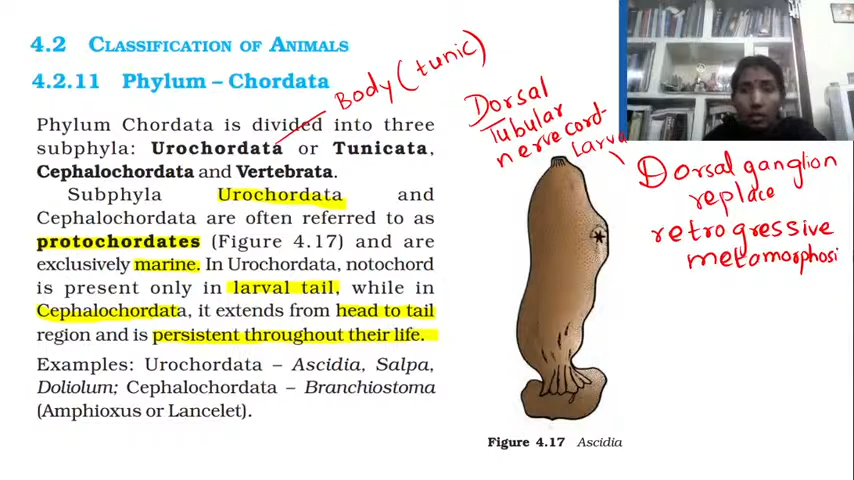 4.2 CLASSIFICATION OF ANIMALS
4.2.11 Phylum – Chordata
Body (tunic)
Phylum Chordata is divided into three
subphyla: Urochordata or Tunicata,
Cephalochordata and Vertebrata.
Subphyla Urochordata and
Cephalochordata are often referred to as
protochordates (Figure 4.17) and are
exclusively marine. In Urochordata, notochord
is present only in larval tail, while in
Cephalochordata, it extends from head to tail
region and is persistent throughout their life.
Examples: Urochordata – Ascidia, Salpa,
Doliolum; Cephalochordata – Branchiostoma
(Amphioxus or Lancelet).
Dorsal
Tubular
nerve cord-
Larva
Dorsal ganglion
replace
retrogressive
metamorphosi
Figure 4.17 Ascidia